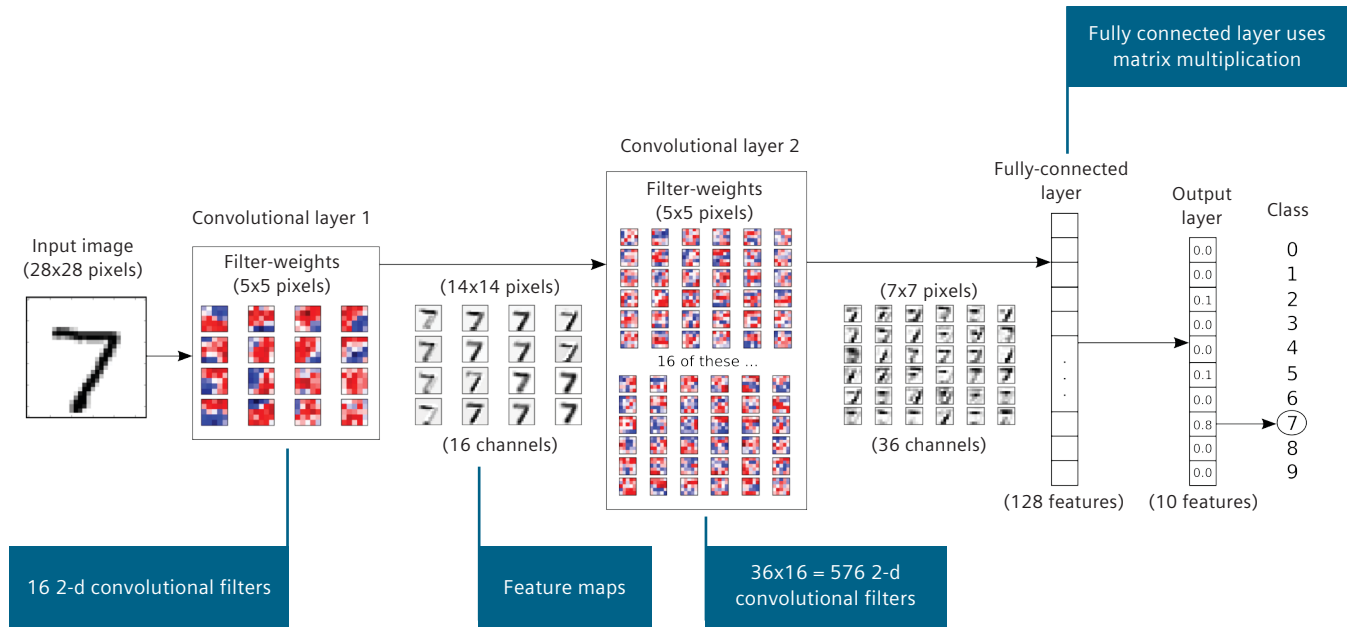 Fully connected layer uses
matrix multiplication
Input image
(28x28 pixels)
Convolutional layer 1
Filter-weights
(5x5 pixels)
(14x14 pixels)
(16 channels)
Convolutional layer 2
Filter-weights
(5x5 pixels)
16 of these ...
(7x7 pixels)
(36 channels)
Fully-connected
layer
.
.
.
(128 features)
Output
layer
0.0
0.0
0.1
0.0
0.0
0.1
0.0
0.8
0.0
0.0
(10 features)
Class
0
1
2
3
4
5
6
7
8
9
16 2-d convolutional filters
Feature maps
36x16 = 576 2-d
convolutional filters